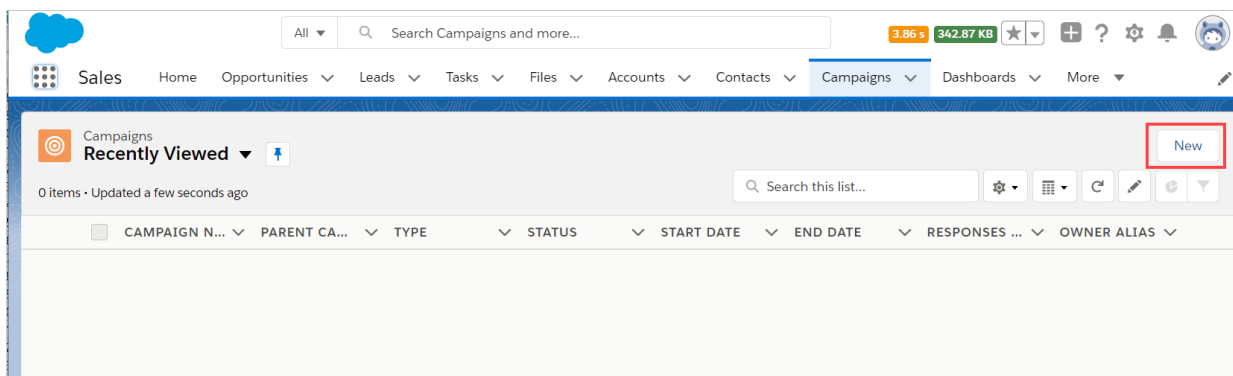 All Search Campaigns and more... 3.86 s 342.87 KB
Sales Home Opportunities Leads Tasks Files Accounts Contacts Campaigns Dashboards More
Campaigns
Recently Viewed
New
0 items • Updated a few seconds ago
Search this list...
CAMPAIGN N... PARENT CA... TYPE STATUS START DATE END DATE RESPONSES ... OWNER ALIAS